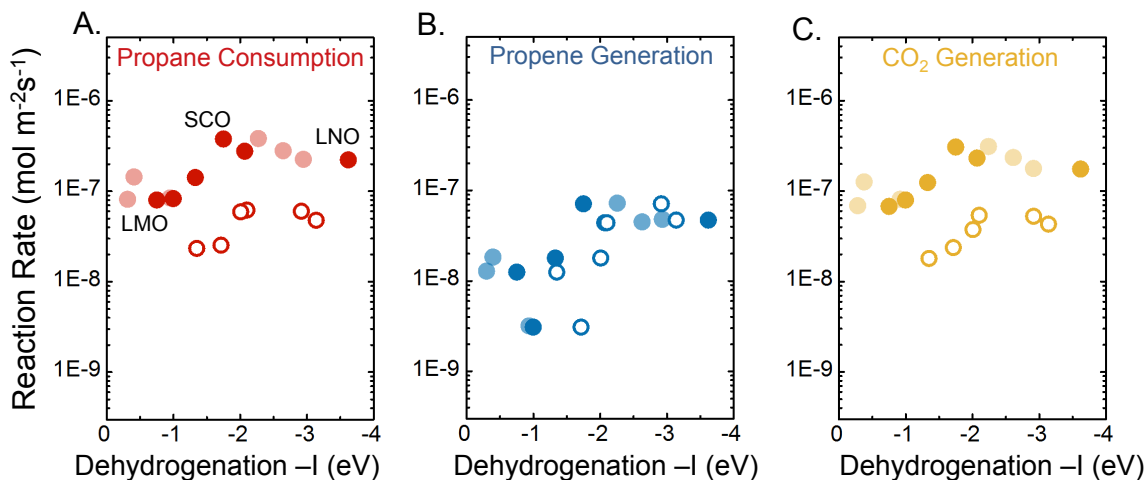 A.
B.
C.
Propane Consumption
Propene Generation
CO₂ Generation
Reaction Rate (mol m⁻²s⁻¹)
1E-6
1E-7
1E-8
1E-9
SCO
LNO
LMO
0 -1 -2 -3 -4
Dehydrogenation –I (eV)
1E-6
1E-7
1E-8
1E-9
0 -1 -2 -3 -4
Dehydrogenation –I (eV)
1E-6
1E-7
1E-8
1E-9
0 -1 -2 -3 -4
Dehydrogenation –I (eV)